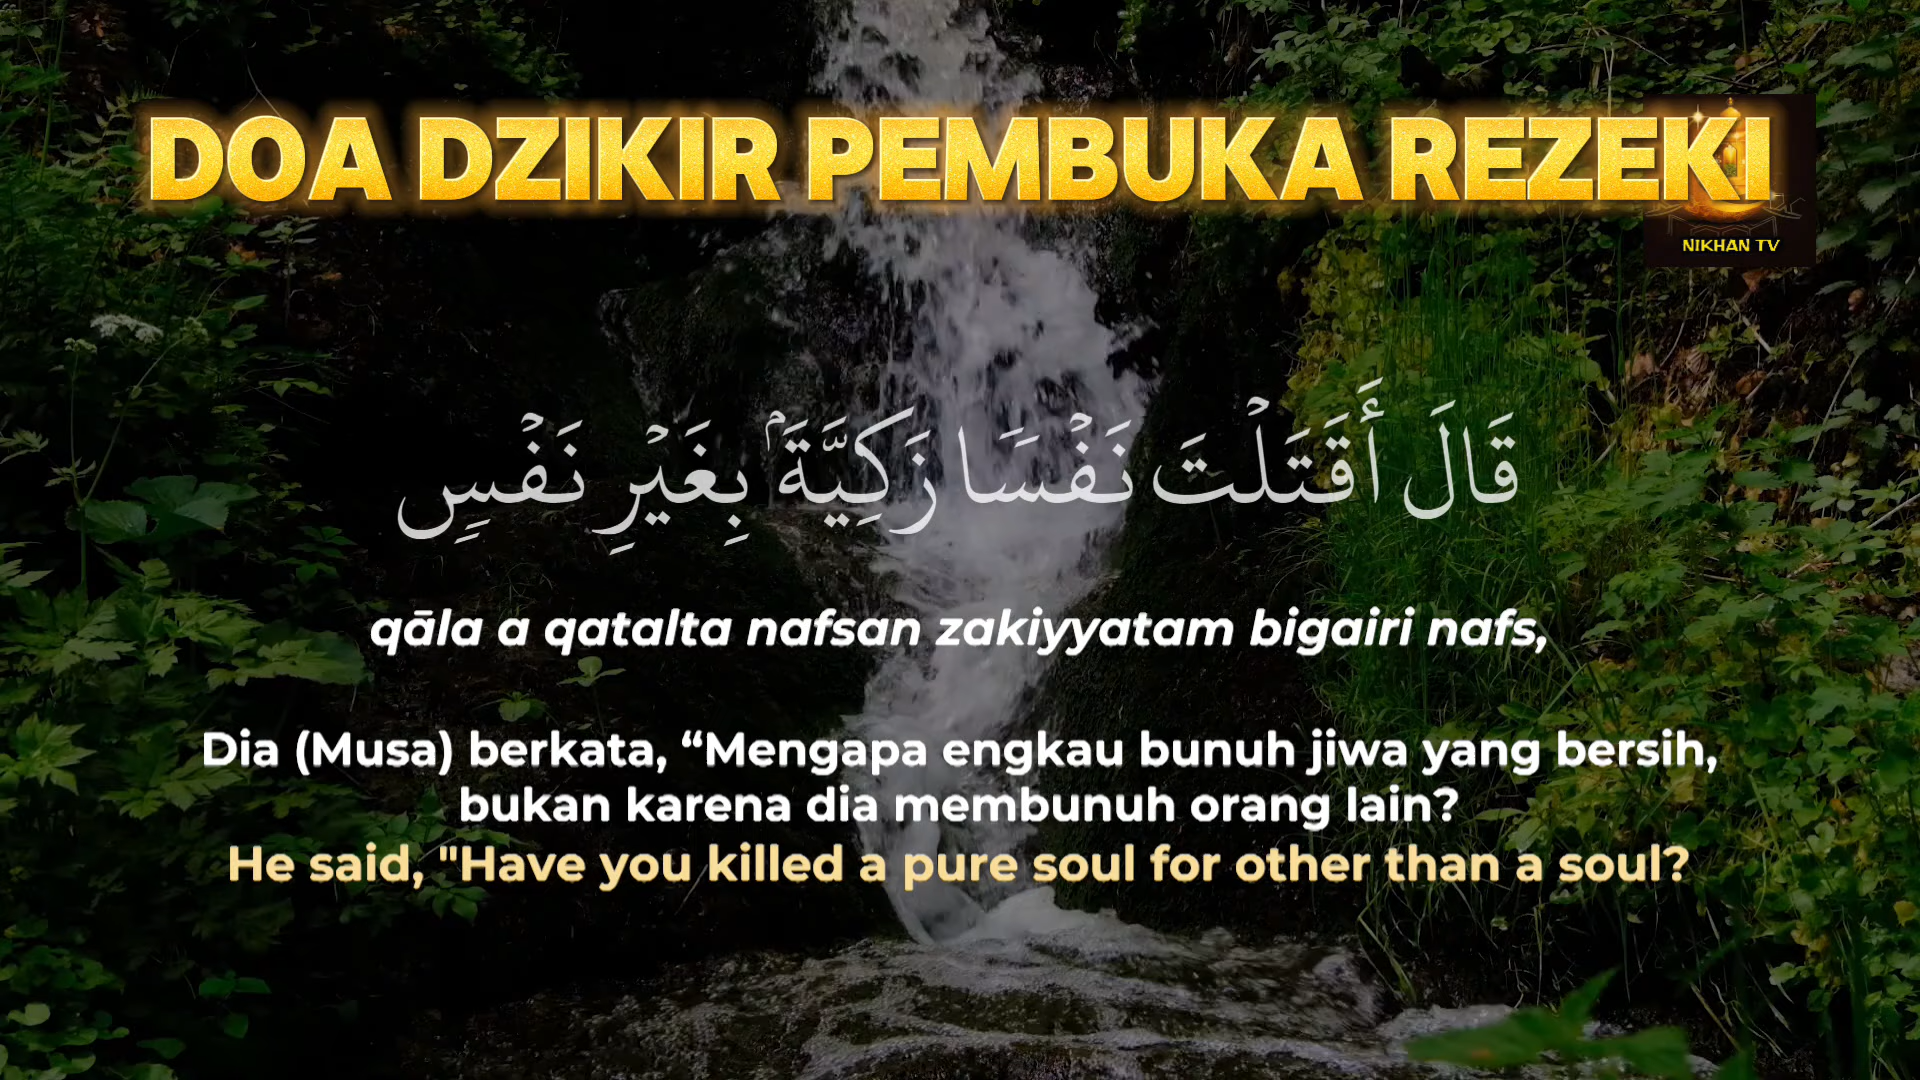 DOA DZIKIR PEMBUKA REZEKI
NIKHAN TV
قَالَ أَقَتَلْتَ نَفْسَا زَكِيَّةَۢ بِغَيْرِ نَفْسِ
qāla a qatalta nafsan zakiyyatam bigairi nafs,
Dia (Musa) berkata, “Mengapa engkau bunuh jiwa yang bersih,
bukan karena dia membunuh orang lain?
He said, "Have you killed a pure soul for other than a soul?